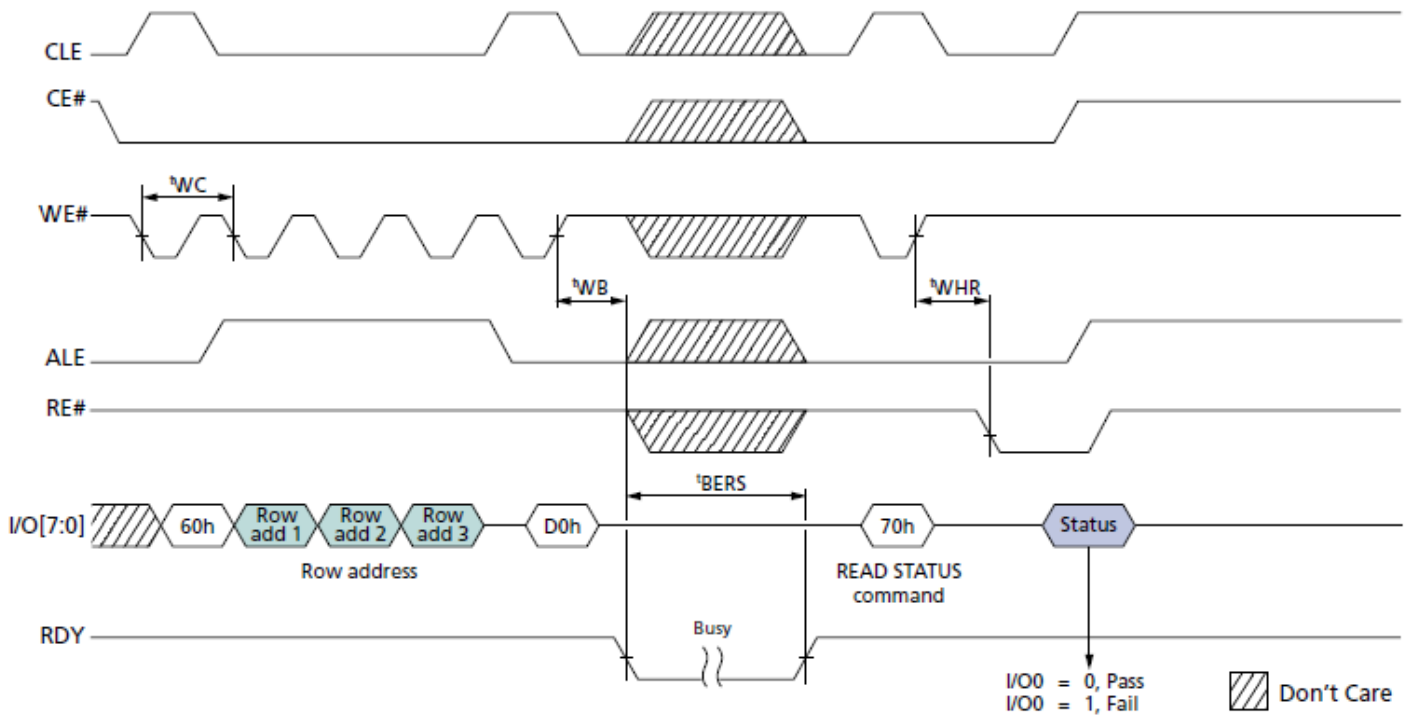 CLE
CE#
tWC
WE#
tWB
tWHR
ALE
RE#
tBERS
I/O[7:0]
60h
Row
add 1
Row
add 2
Row
add 3
D0h
70h
Status
Row address
READ STATUS
command
RDY
Busy
I/O0 = 0, Pass
I/O0 = 1, Fail
Don't Care